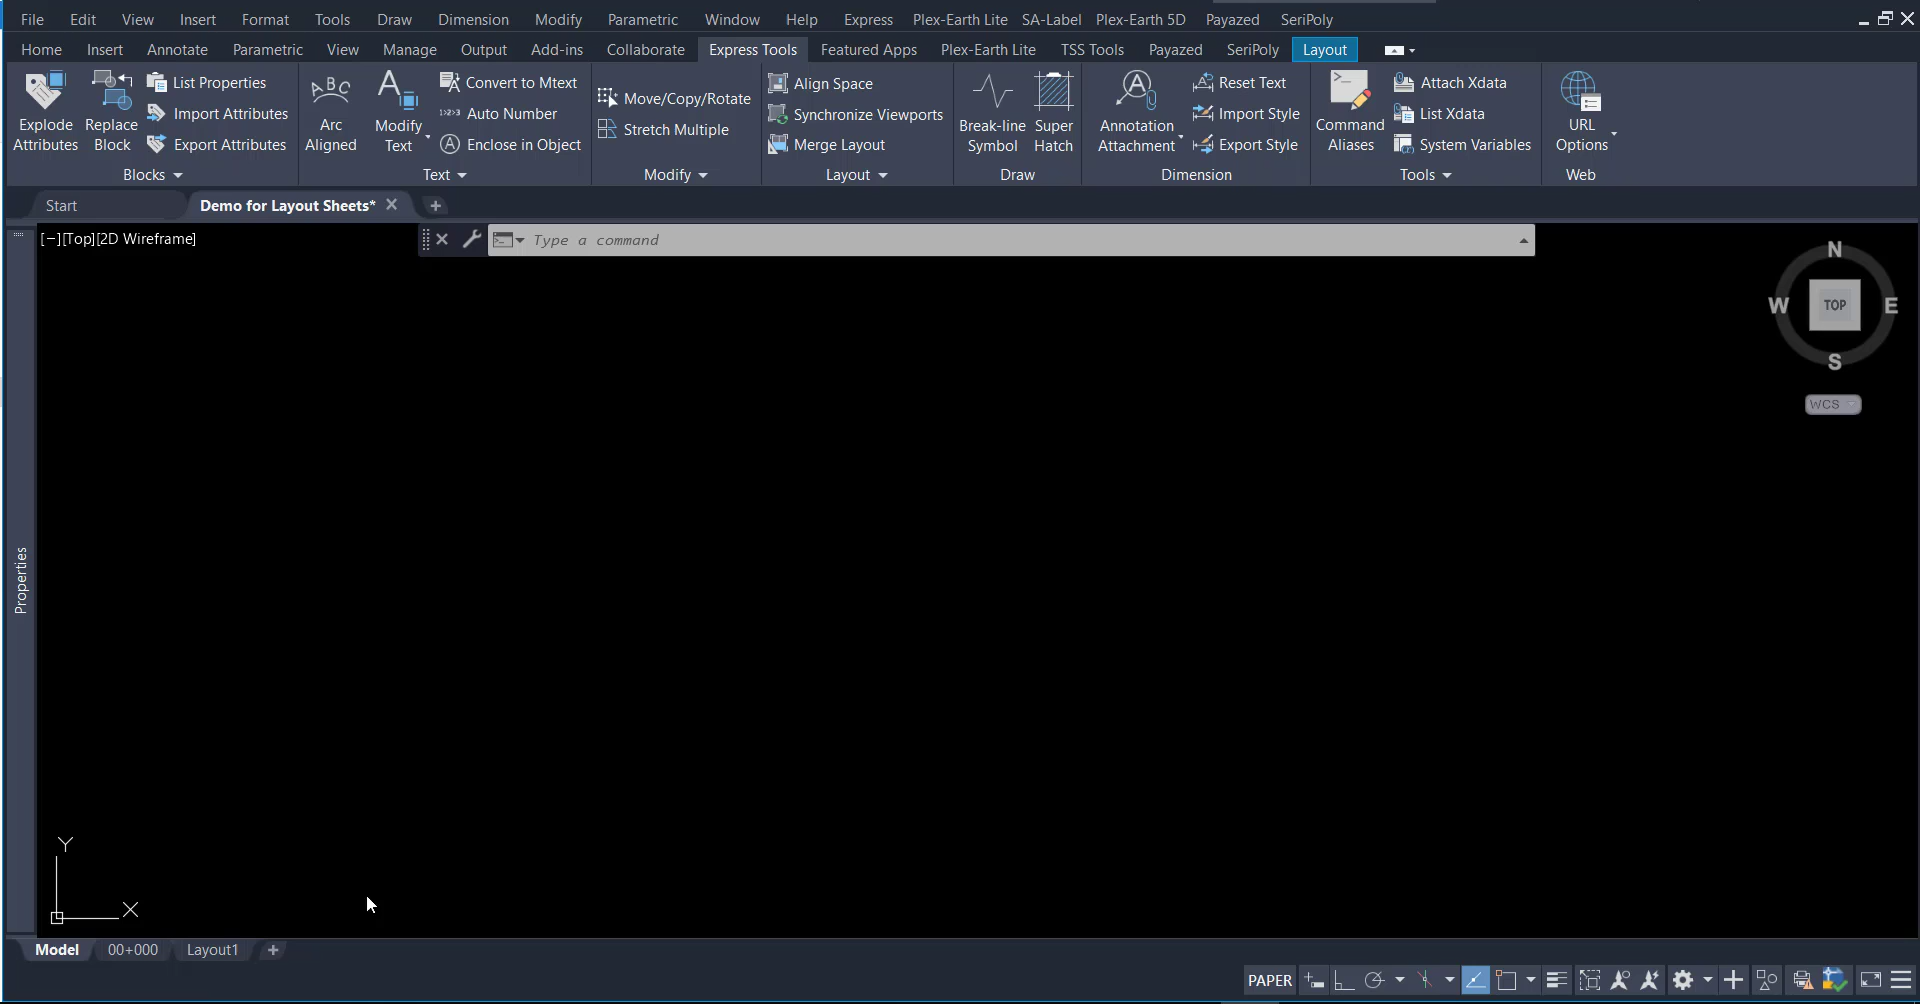 File Edit View Insert Format Tools Draw Dimension Modify Parametric Window Help Express Plex-Earth Lite SA-Label Plex-Earth 5D Payazed SeriPoly
Home Insert Annotate Parametric View Manage Output Add-ins Collaborate Express Tools Featured Apps Plex-Earth Lite TSS Tools Payazed SeriPoly Layout
Explode Attributes
Replace Block
List Properties
Import Attributes
Export Attributes
Blocks
ABC
Arc Aligned
Modify Text
Convert to Mtext
Auto Number
Enclose in Object
Text
Move/Copy/Rotate
Stretch Multiple
Modify
Align Space
Synchronize Viewports
Merge Layout
Layout
Break-line Symbol
Super Hatch
Draw
Annotation Attachment
Reset Text
Import Style
Export Style
Dimension
Command Aliases
Attach Xdata
List Xdata
System Variables
Tools
URL Options
Web
Start
Demo for Layout Sheets*
[−][Top][2D Wireframe]
Type a command
N
W TOP E
S
WCS
Properties
Y
X
Model 00+000 Layout1
PAPER